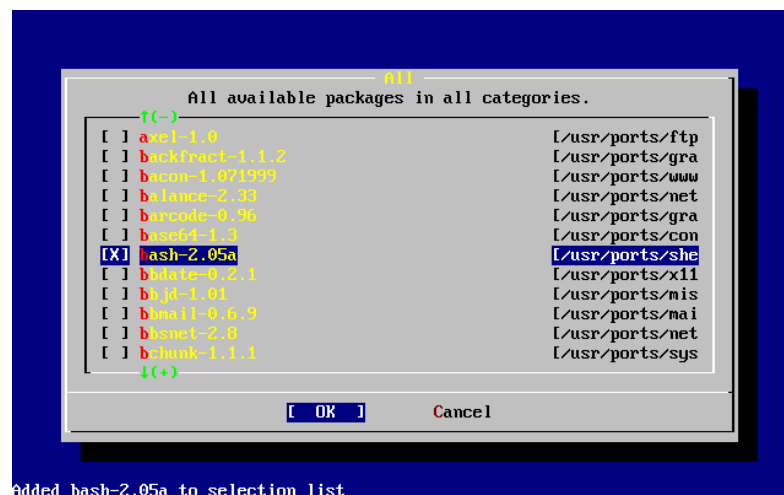 All
All available packages in all categories.
↑(-)
[ ] axel-1.0 [/usr/ports/ftp
[ ] backfract-1.1.2 [/usr/ports/gra
[ ] bacon-1.071999 [/usr/ports/www
[ ] balance-2.33 [/usr/ports/net
[ ] barcode-0.96 [/usr/ports/gra
[ ] base64-1.3 [/usr/ports/con
[X] bash-2.05a [/usr/ports/she
[ ] bbdate-0.2.1 [/usr/ports/x11
[ ] bbjd-1.01 [/usr/ports/mis
[ ] bbmail-0.6.9 [/usr/ports/mai
[ ] bbsnet-2.8 [/usr/ports/net
[ ] bchunk-1.1.1 [/usr/ports/sys
↓(+)
[ OK ] Cancel
Added bash-2.05a to selection list